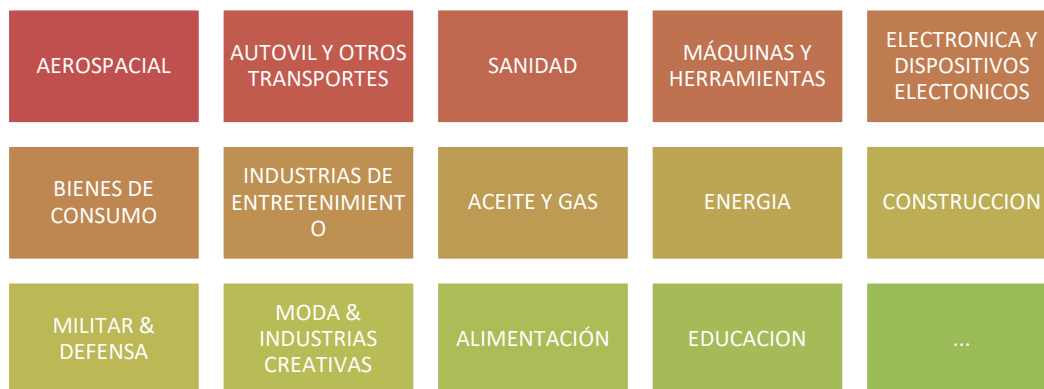 AEROSPACIAL
AUTOVIL Y OTROS
TRANSPORTES
SANIDAD
MÁQUINAS Y
HERRAMIENTAS
ELECTRONICA Y
DISPOSITIVOS
ELECTONICOS
BIENES DE
CONSUMO
INDUSTRIAS DE
ENTRETENIMIENT
O
ACEITE Y GAS
ENERGIA
CONSTRUCCION
MILITAR &
DEFENSA
MODA &
INDUSTRIAS
CREATIVAS
ALIMENTACIÓN
EDUCACION
...